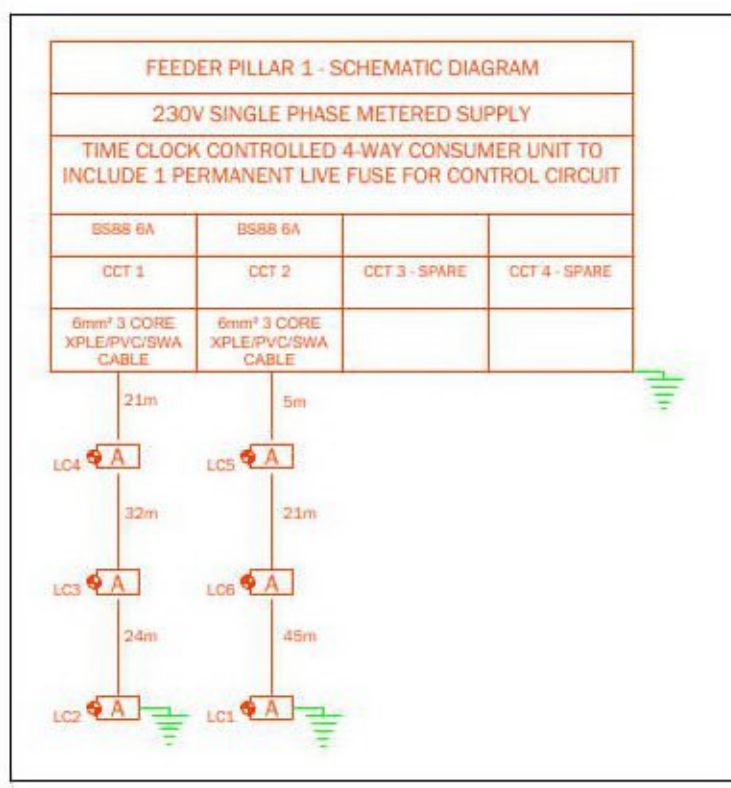 FEEDER PILLAR 1 - SCHEMATIC DIAGRAM
230V SINGLE PHASE METERED SUPPLY
TIME CLOCK CONTROLLED 4-WAY CONSUMER UNIT TO
INCLUDE 1 PERMANENT LIVE FUSE FOR CONTROL CIRCUIT
BS88 6A
BS88 6A
CCT 1
CCT 2
CCT 3 - SPARE
CCT 4 - SPARE
6mm² 3 CORE
XPLE/PVC/SWA
CABLE
6mm² 3 CORE
XPLE/PVC/SWA
CABLE
21m
5m
LC4 A
LC5 A
32m
21m
LC3 A
LC6 A
24m
45m
LC2 A
LC1 A